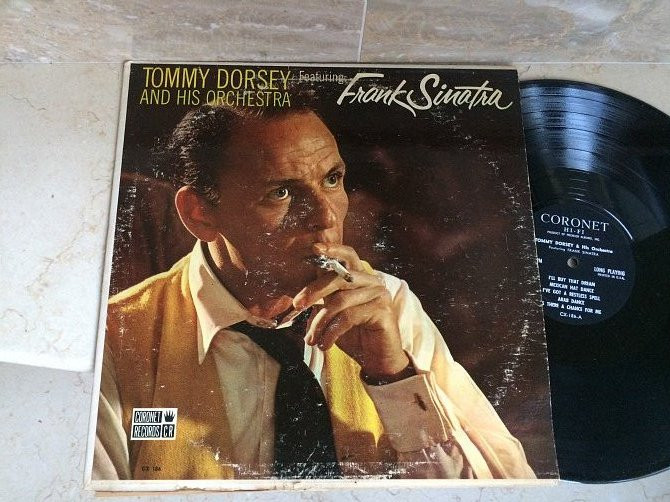 TOMMY DORSEY Featuring: Frank Sinatra
AND HIS ORCHESTRA
CORONET
RECORDS CR
CX 186
CORONET
HI-FI
TOMMY DORSEY & His Orchestra
Featuring FRANK SINATRA
LONG PLAYING
I'LL BUY THAT DREAM
MEXICAN HAT DANCE
I'VE GOT A RESTLESS SPELL
ARAB DANCE
THERE A CHANCE FOR ME
CX-186-A